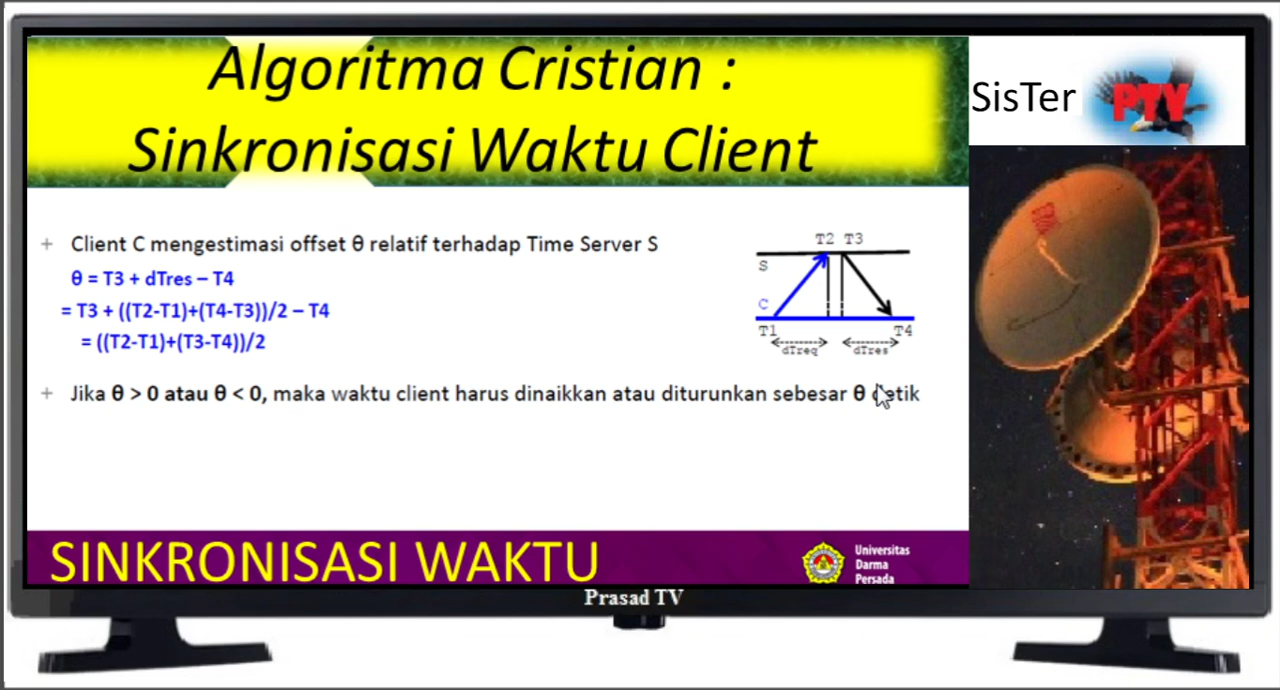 Algoritma Cristian :
Sinkronisasi Waktu Client
SisTer
PTY
+ Client C mengestimasi offset θ relatif terhadap Time Server S
θ = T3 + dTres – T4
= T3 + ((T2-T1)+(T4-T3))/2 – T4
= ((T2-T1)+(T3-T4))/2
T2 T3
S
C
T1 T4
dTreq dTres
+ Jika θ > 0 atau θ < 0, maka waktu client harus dinaikkan atau diturunkan sebesar θ
SINKRONISASI WAKTU
Universitas
Darma
Persada
Prasad TV